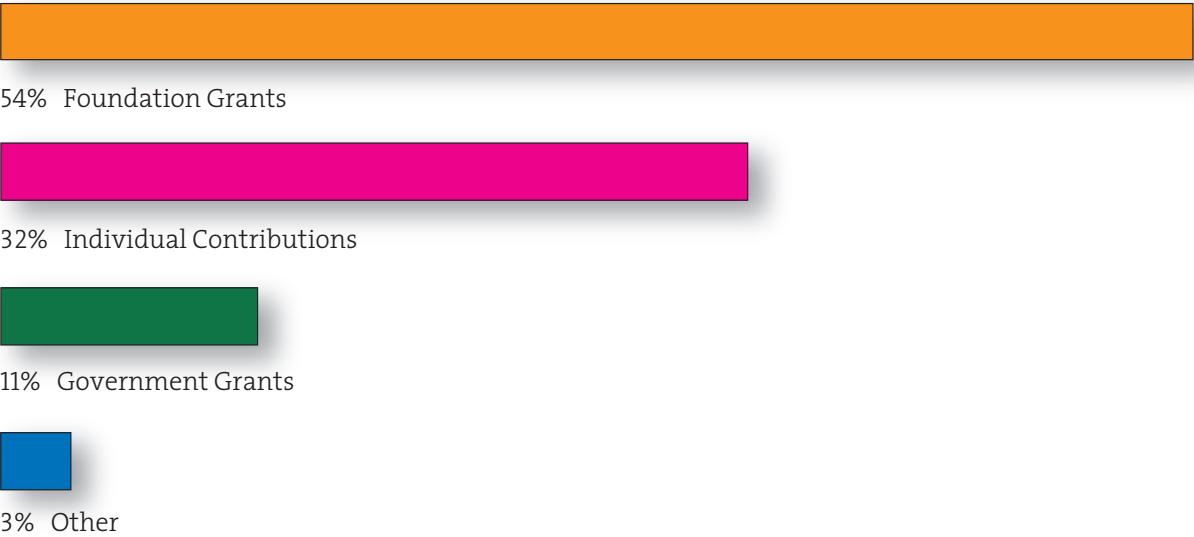 54% Foundation Grants
32% Individual Contributions
11% Government Grants
3% Other